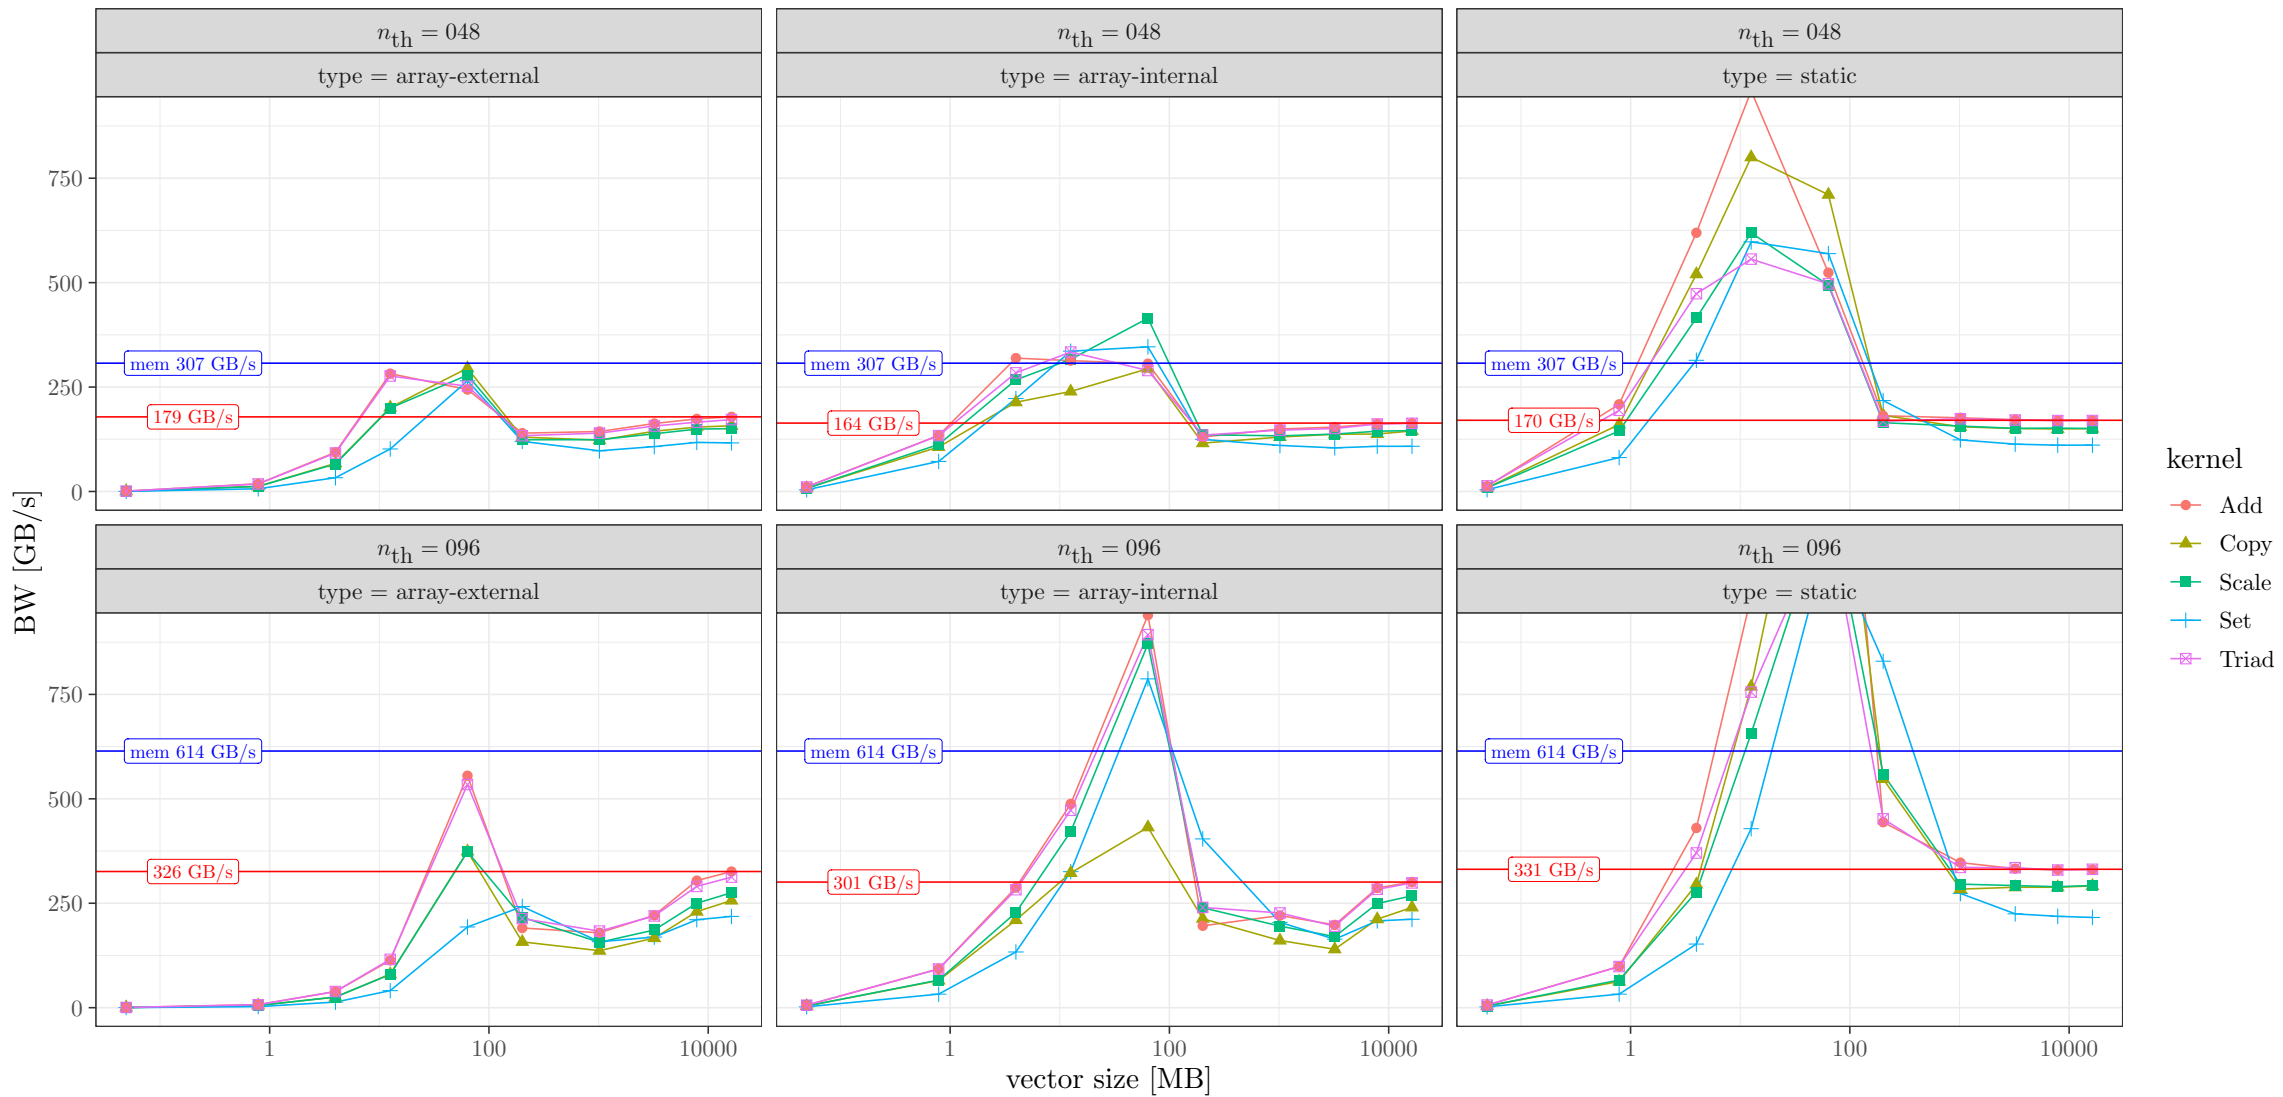 n_th = 048
n_th = 048
n_th = 048
type = array-external
type = array-internal
type = static
750
500
250
0
mem 307 GB/s
179 GB/s
mem 307 GB/s
164 GB/s
mem 307 GB/s
170 GB/s
n_th = 096
n_th = 096
n_th = 096
type = array-external
type = array-internal
type = static
750
500
250
0
mem 614 GB/s
326 GB/s
mem 614 GB/s
301 GB/s
mem 614 GB/s
331 GB/s
1 100 10000
1 100 10000
1 100 10000
vector size [MB]
BW [GB/s]
kernel
Add
Copy
Scale
Set
Triad